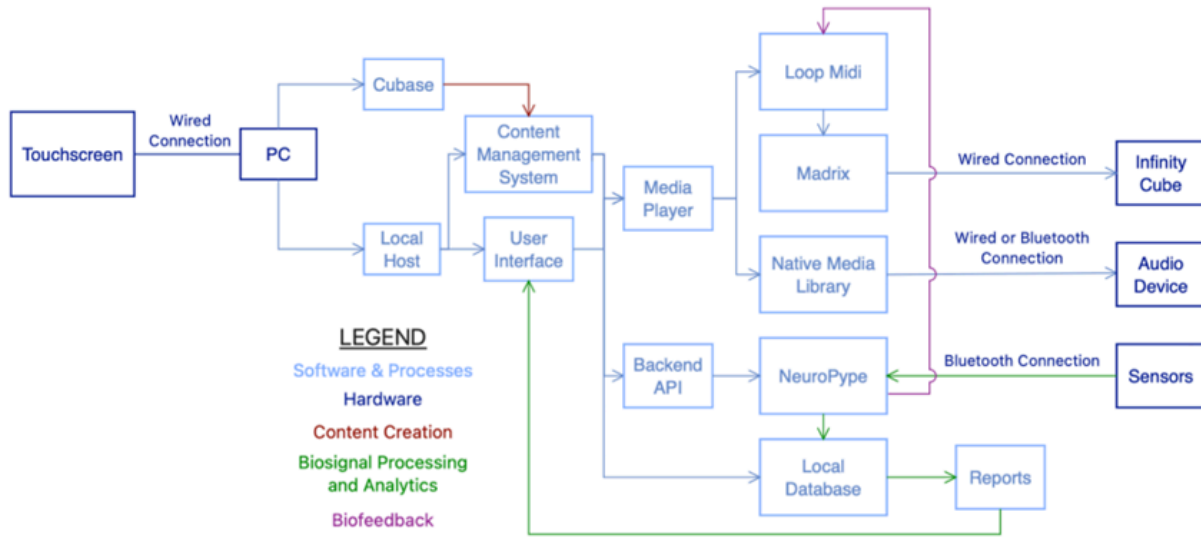 Touchscreen
Wired
Connection
PC
Cubase
Content
Management
System
Local
Host
User
Interface
Media
Player
Backend
API
Loop Midi
Madrix
Native Media
Library
NeuroPype
Local
Database
Reports
Wired Connection
Infinity
Cube
Wired or Bluetooth
Connection
Audio
Device
Bluetooth Connection
Sensors
LEGEND
Software & Processes
Hardware
Content Creation
Biosignal Processing
and Analytics
Biofeedback